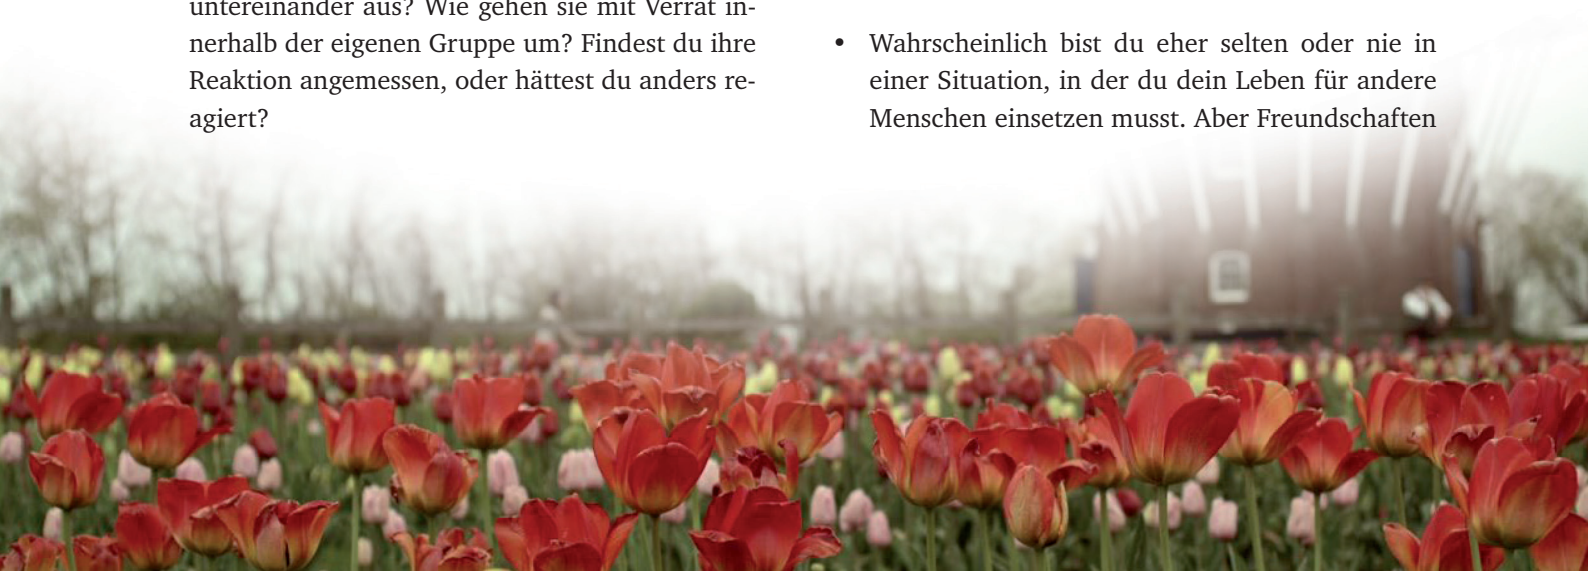 untereinander aus? Wie gehen sie mit Verrat in-
nerhalb der eigenen Gruppe um? Findest du ihre
Reaktion angemessen, oder hättest du anders re-
agiert?
• Wahrscheinlich bist du eher selten oder nie in
einer Situation, in der du dein Leben für andere
Menschen einsetzen musst. Aber Freundschaften